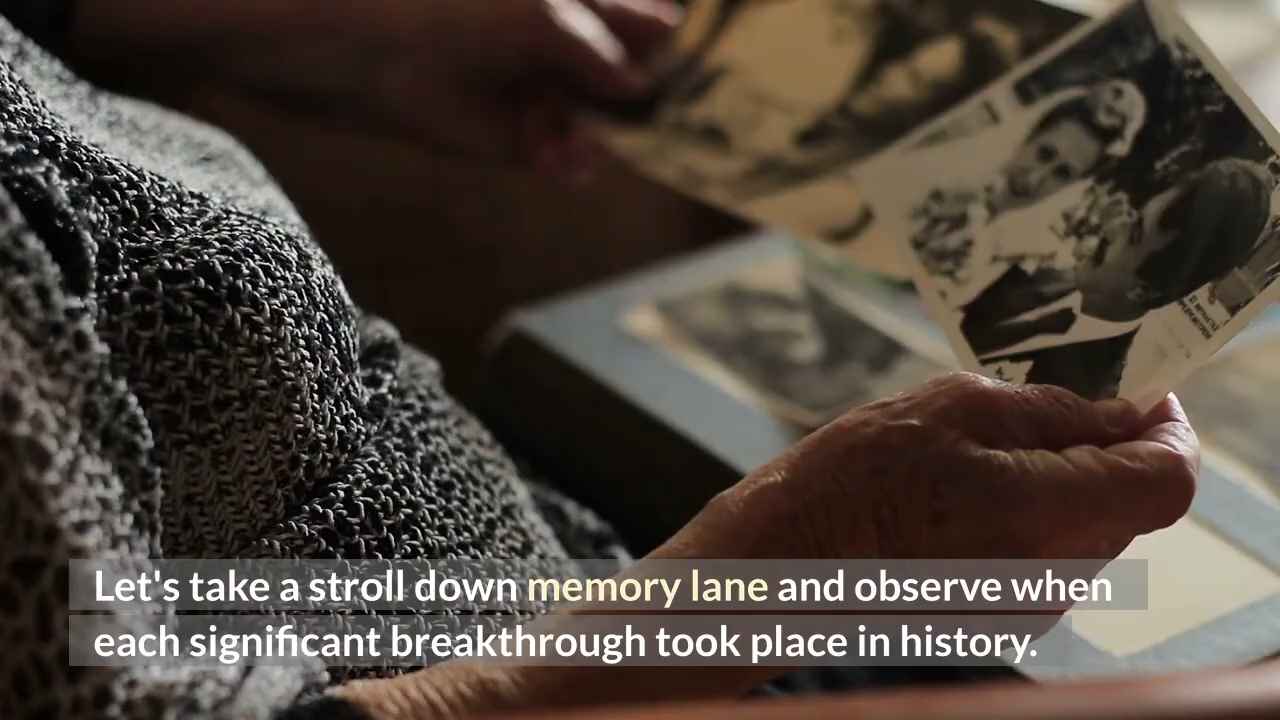 Let's take a stroll down memory lane and observe when
each significant breakthrough took place in history.